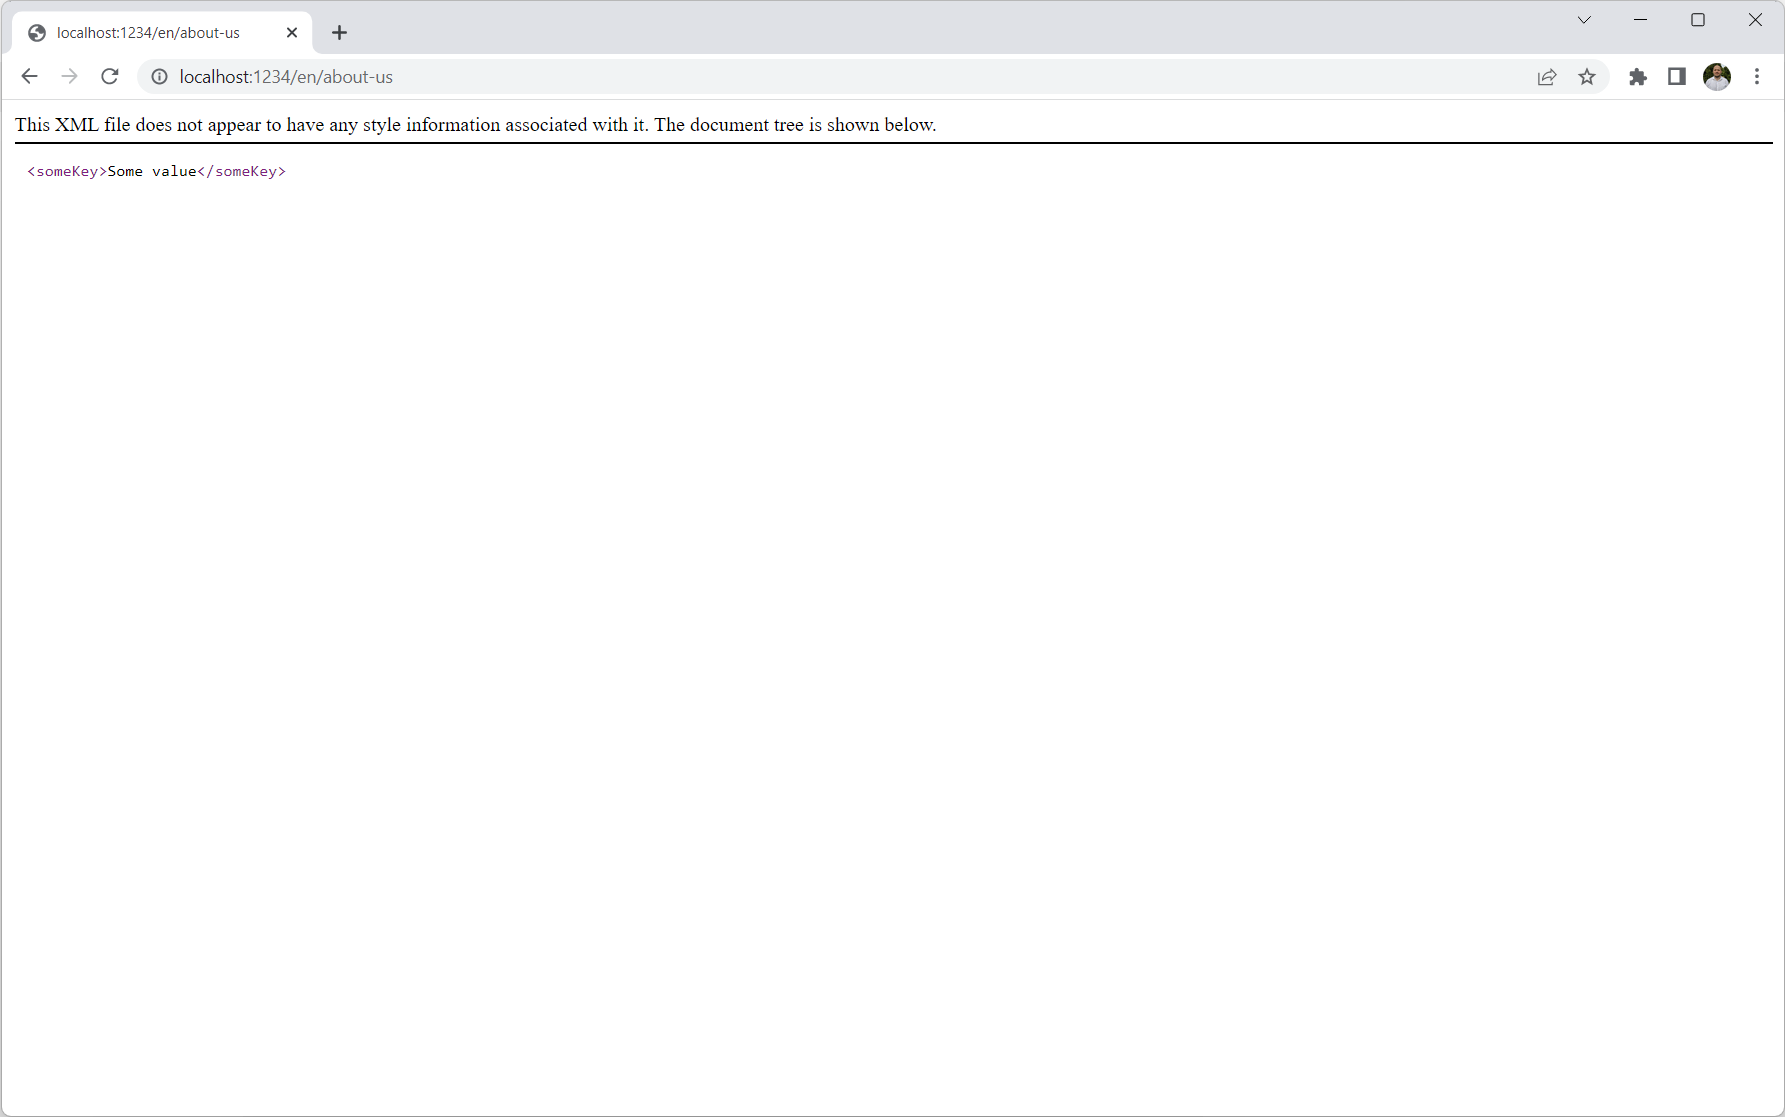 localhost:1234/en/about-us
localhost:1234/en/about-us
This XML file does not appear to have any style information associated with it. The document tree is shown below.
<someKey>Some value</someKey>